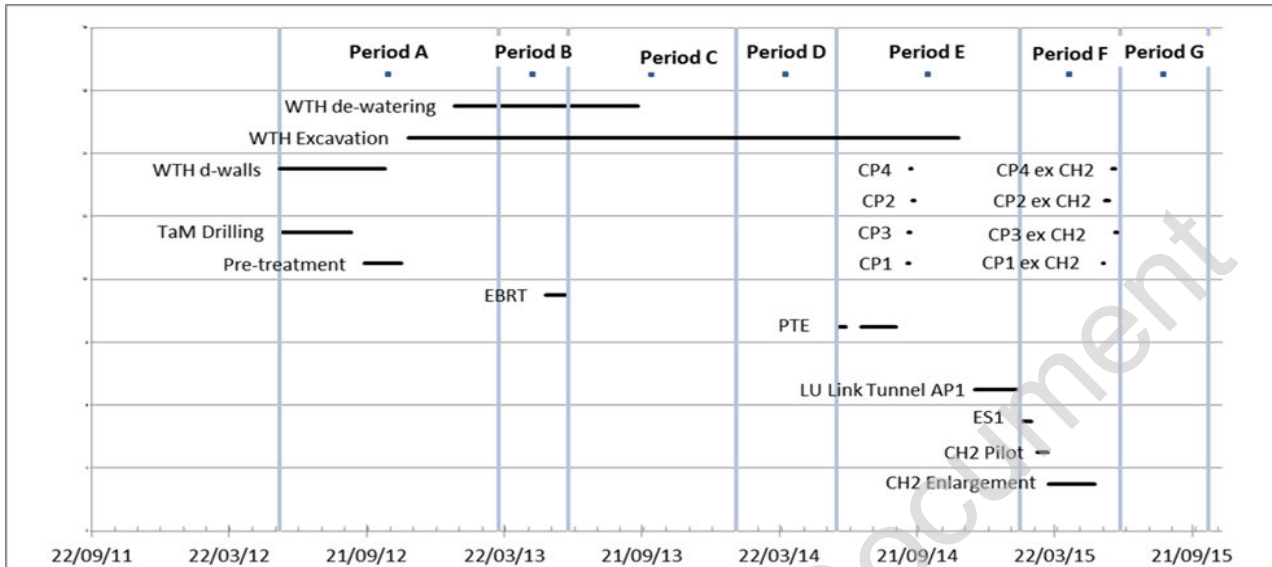 Period A Period B Period C Period D Period E Period F Period G
WTH de-watering
WTH Excavation
WTH d-walls CP4 CP4 ex CH2
CP2 CP2 ex CH2
TaM Drilling CP3 CP3 ex CH2
Pre-treatment CP1 CP1 ex CH2
EBRT
PTE
LU Link Tunnel AP1
ES1
CH2 Pilot
CH2 Enlargement
22/09/11 22/03/12 21/09/12 22/03/13 21/09/13 22/03/14 21/09/14 22/03/15 21/09/15
ocument